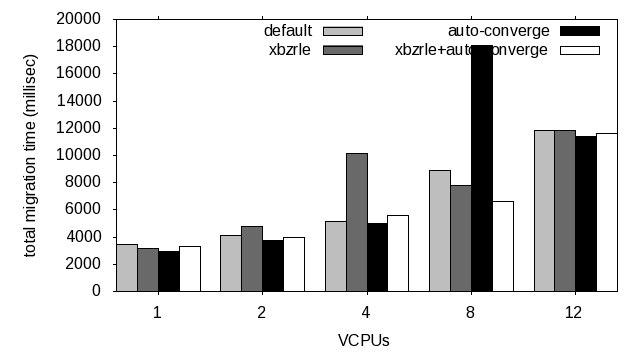 20000
18000
16000
14000
12000
10000
8000
6000
4000
2000
0
total migration time (millisec)
default
xbzrle
auto-converge
xbzrle+auto-converge
1 2 4 8 12
VCPUs